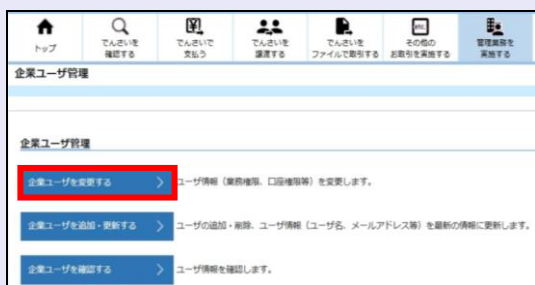 トップ
でんさいを
確認する
でんさいで
支払う
でんさいを
譲渡する
でんさいを
ファイルで取引する
その他の
お取引を実施する
管理業務を
実施する
企業ユーザ管理
企業ユーザ管理
企業ユーザを変更する
ユーザ情報（業務権限、口座権限等）を変更します。
企業ユーザを追加・更新する
ユーザの追加・削除、ユーザ情報（ユーザ名、メールアドレス等）を最新の情報に更新します。
企業ユーザを確認する
ユーザ情報を確認します。